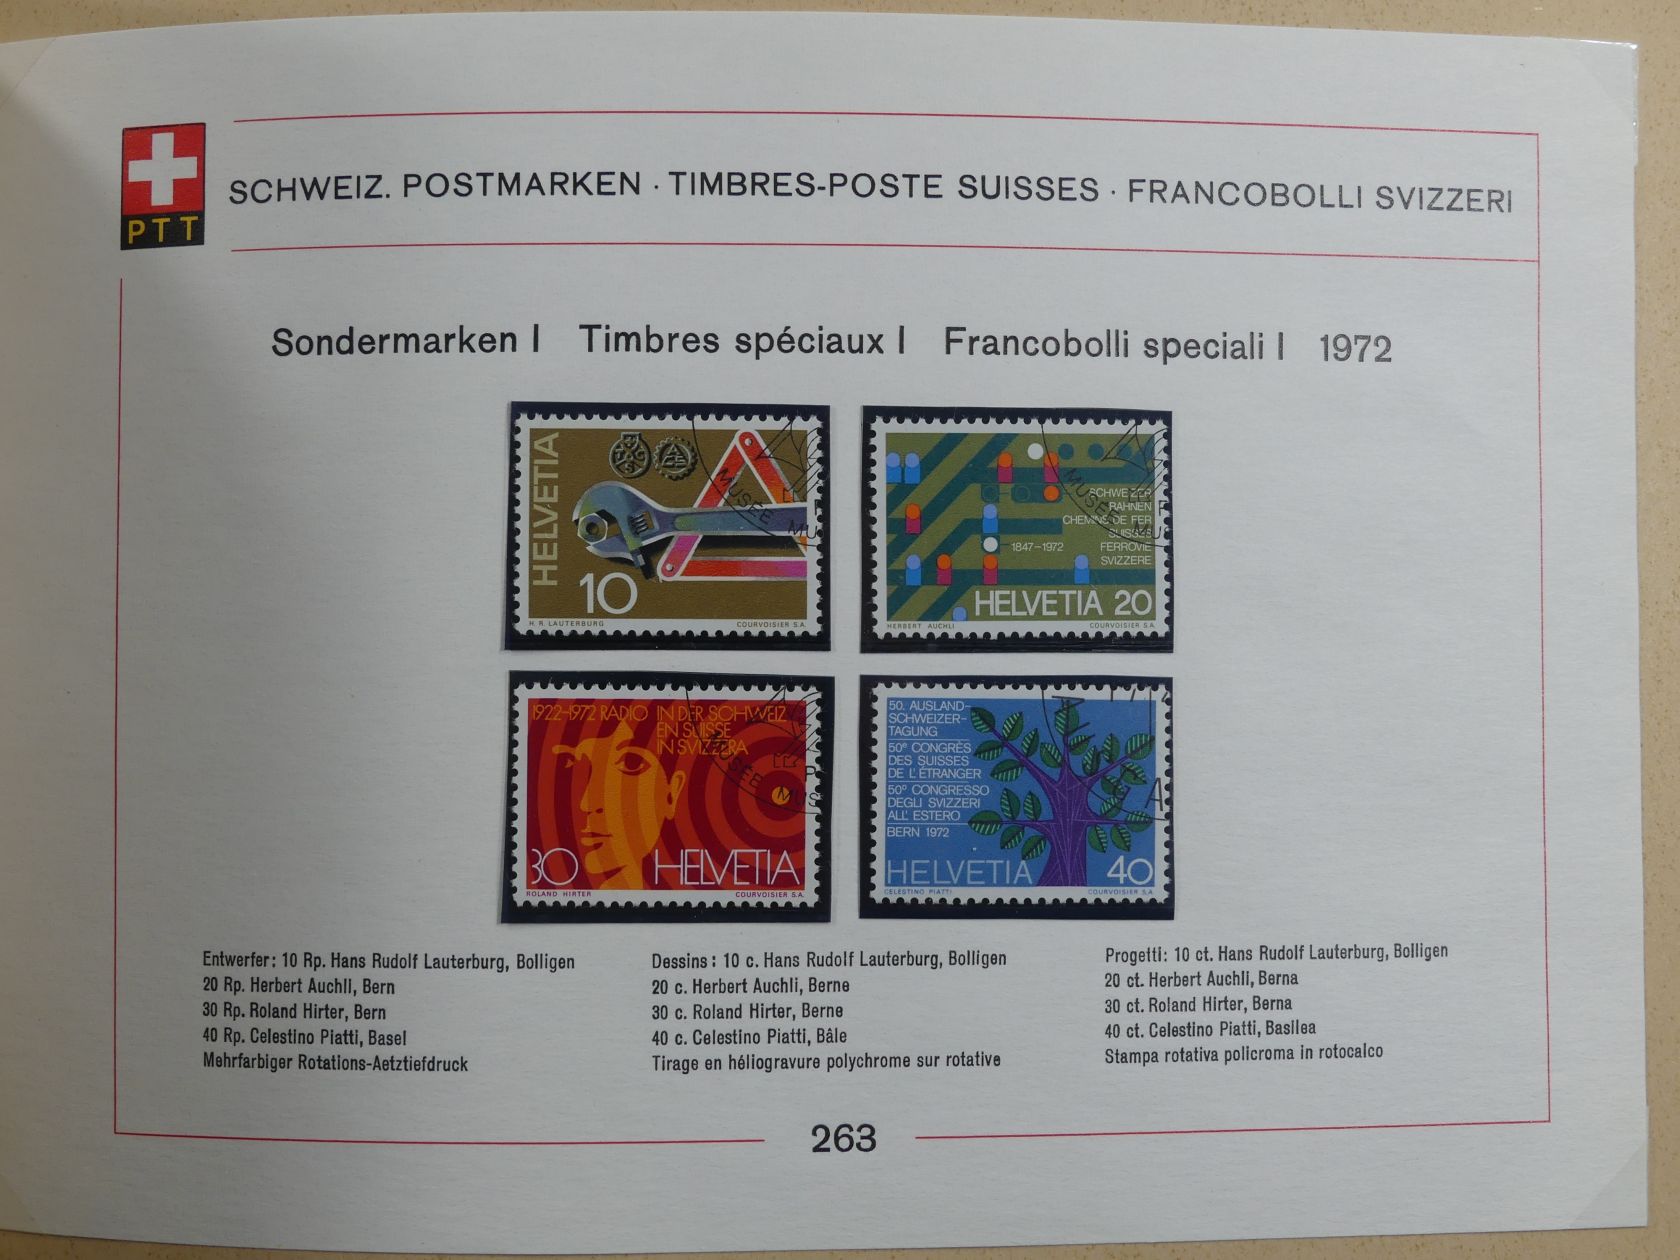 PTT
SCHWEIZ. POSTMARKEN · TIMBRES-POSTE SUISSES · FRANCOBOLLI SVIZZERI
Sondermarken I Timbres spéciaux I Francobolli speciali I 1972
HELVETIA
10
H. R. LAUTERBURG
COURVOISIER S.A.
MUSÉE
MUS
SCHWEIZER
BAHNEN
CHEMINS DE FER
SUISSES
1847–1972
FERROVIE
SVIZZERE
HELVETIA 20
HERBERT AUCHLI
COURVOISIER S.A.
MUSÉE
MUS
1922–1972 RADIO IN DER SCHWEIZ
EN SUISSE
IN SVIZZERA
30
HELVETIA
ROLAND HIRTER
COURVOISIER S.A.
MUSÉE
MUS
50. AUSLAND-
SCHWEIZER-
TAGUNG
50e CONGRÈS
DES SUISSES
DE L'ÉTRANGER
50o CONGRESSO
DEGLI SVIZZERI
ALL'ESTERO
BERN 1972
HELVETIA
40
CELESTINO PIATTI
COURVOISIER S.A.
Entwerfer: 10 Rp. Hans Rudolf Lauterburg, Bolligen
20 Rp. Herbert Auchli, Bern
30 Rp. Roland Hirter, Bern
40 Rp. Celestino Piatti, Basel
Mehrfarbiger Rotations-Aetztiefdruck
Dessins: 10 c. Hans Rudolf Lauterburg, Bolligen
20 c. Herbert Auchli, Berne
30 c. Roland Hirter, Berne
40 c. Celestino Piatti, Bâle
Tirage en héliogravure polychrome sur rotative
Progetti: 10 ct. Hans Rudolf Lauterburg, Bolligen
20 ct. Herbert Auchli, Berna
30 ct. Roland Hirter, Berna
40 ct. Celestino Piatti, Basilea
Stampa rotativa policroma in rotocalco
263